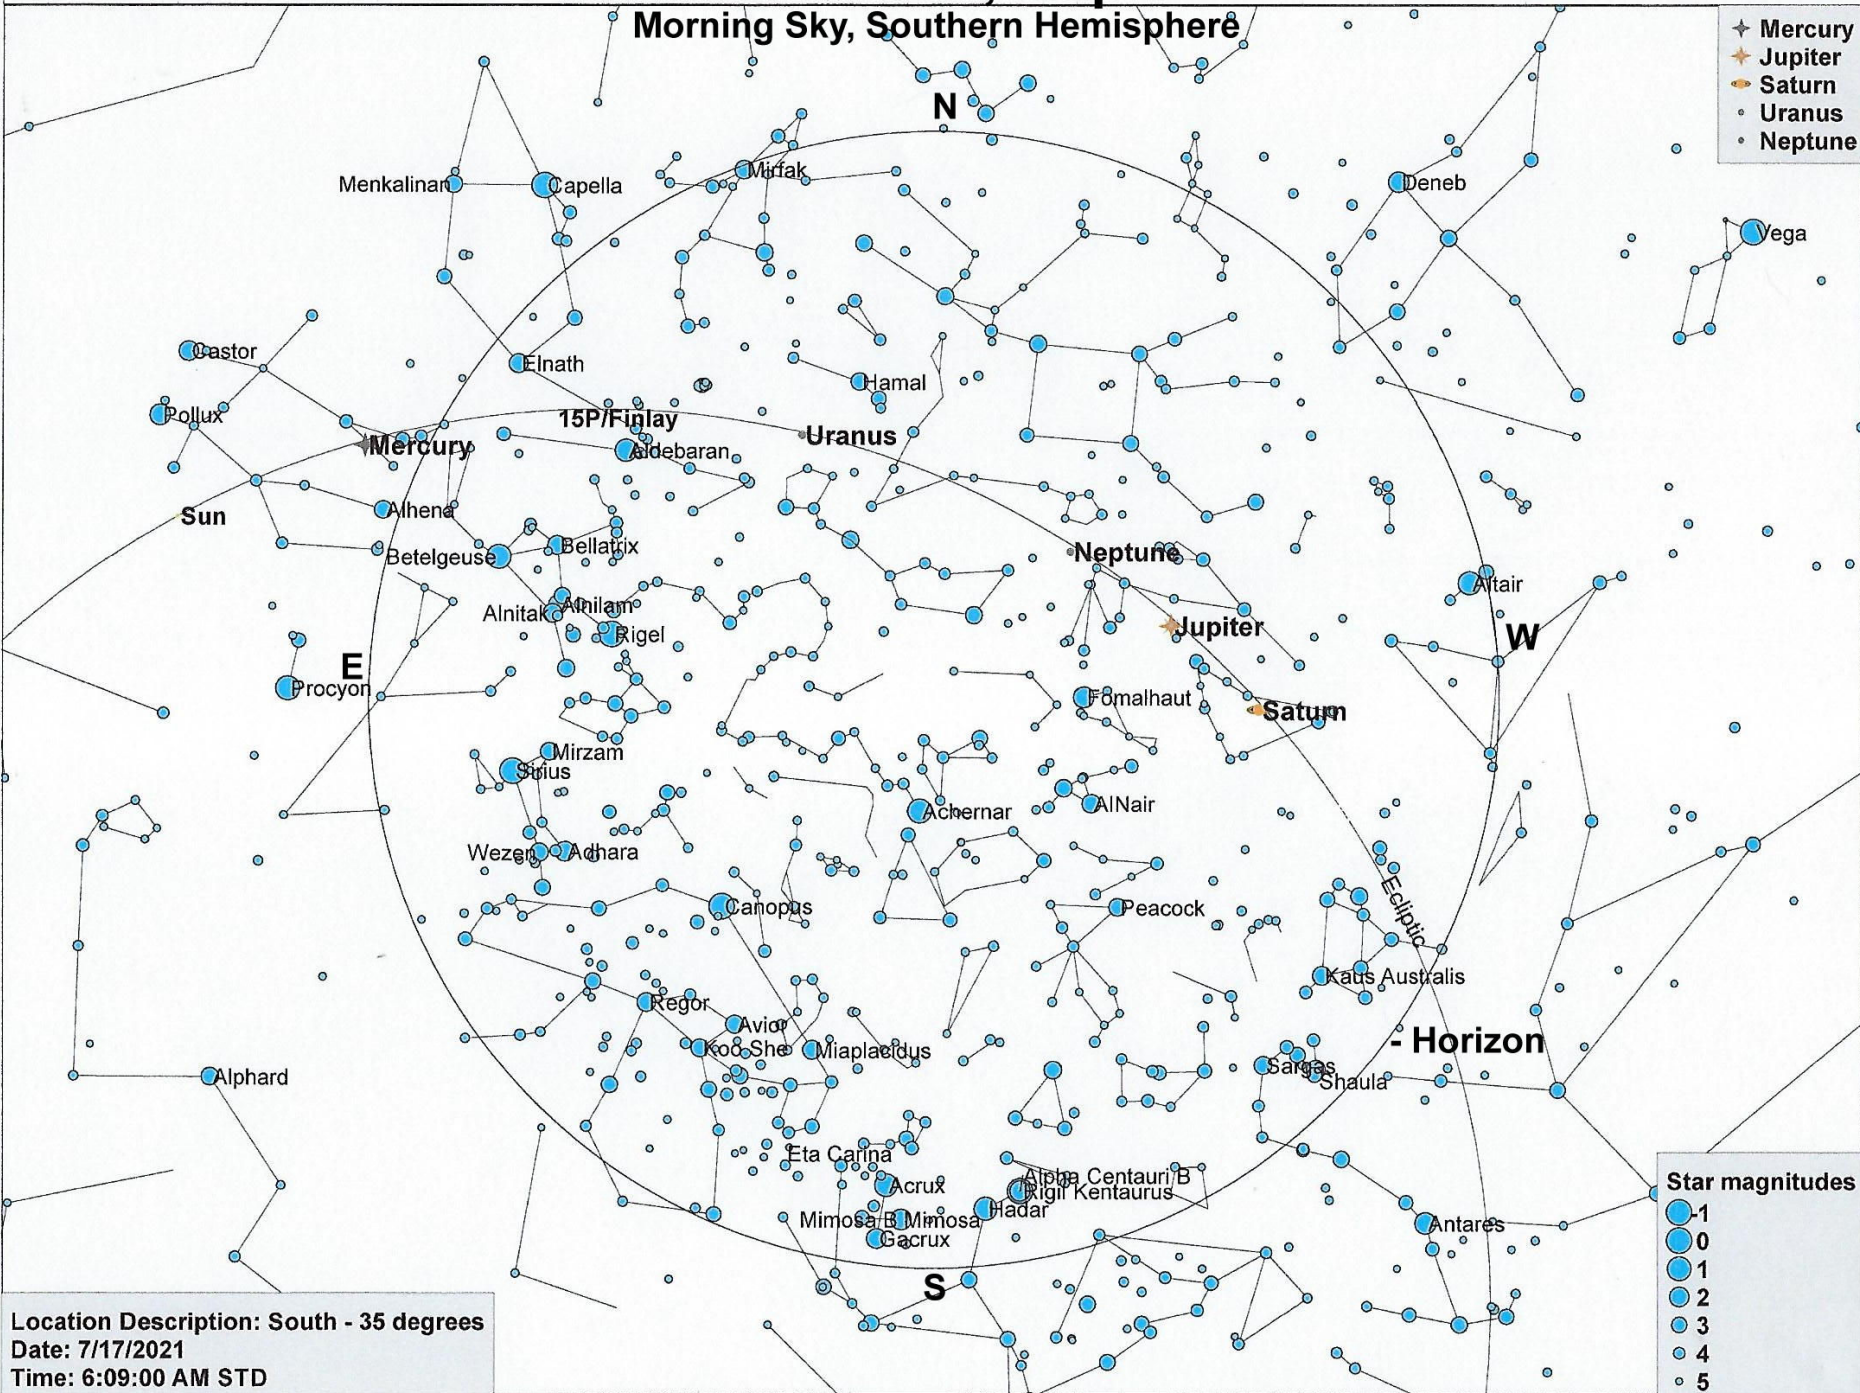 Morning Sky, Southern Hemisphere
Mercury
Jupiter
Saturn
Uranus
Neptune
N
Mirfak
Menkalinan
Capella
Deneb
Vega
Castor
Elnath
Hamal
Pollux
15P/Finlay
Mercury
Aldebaran
Uranus
Sun
Alhena
Betelgeuse
Bellatrix
Neptune
Altair
Alnitak
Alnilam
Rigel
Jupiter
W
E
Procyon
Fomalhaut
Saturn
Mirzam
Sirius
Achernar
AlNair
Wezen
Adhara
Canopus
Peacock
Ecliptic
Kaus Australis
Regor
Avior
Koo She
Miaplacidus
- Horizon
Alphard
Sargas
Shaula
Eta Carina
Alpha Centauri B
Acrux
Rigil Kentaurus
Hadar
Mimosa B
Mimosa
Gacrux
Antares
S
Star magnitudes
-1
0
1
2
3
4
5
Location Description: South - 35 degrees
Date: 7/17/2021
Time: 6:09:00 AM STD